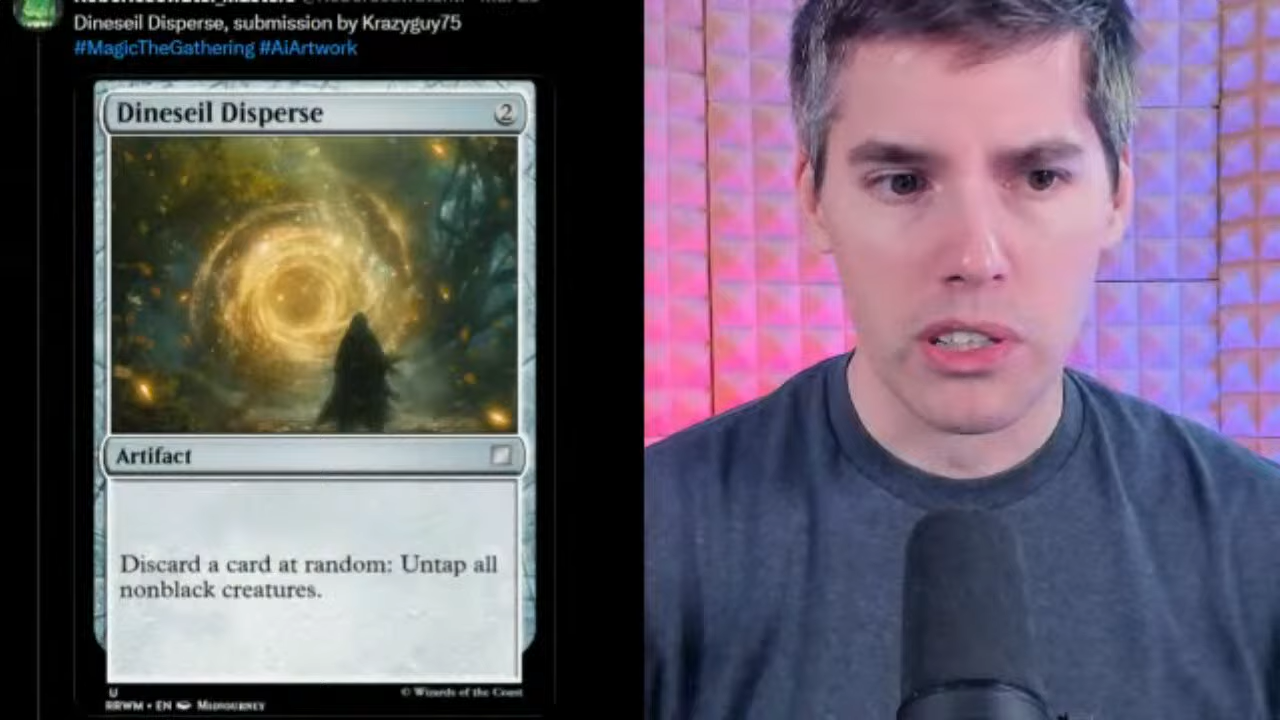 Dineseil Disperse, submission by Krazyguy75
#MagicTheGathering #AiArtwork
Dineseil Disperse 2
Artifact
Discard a card at random: Untap all
nonblack creatures.
U
© Wizards of the Coast
RRWM • EN Midjourney